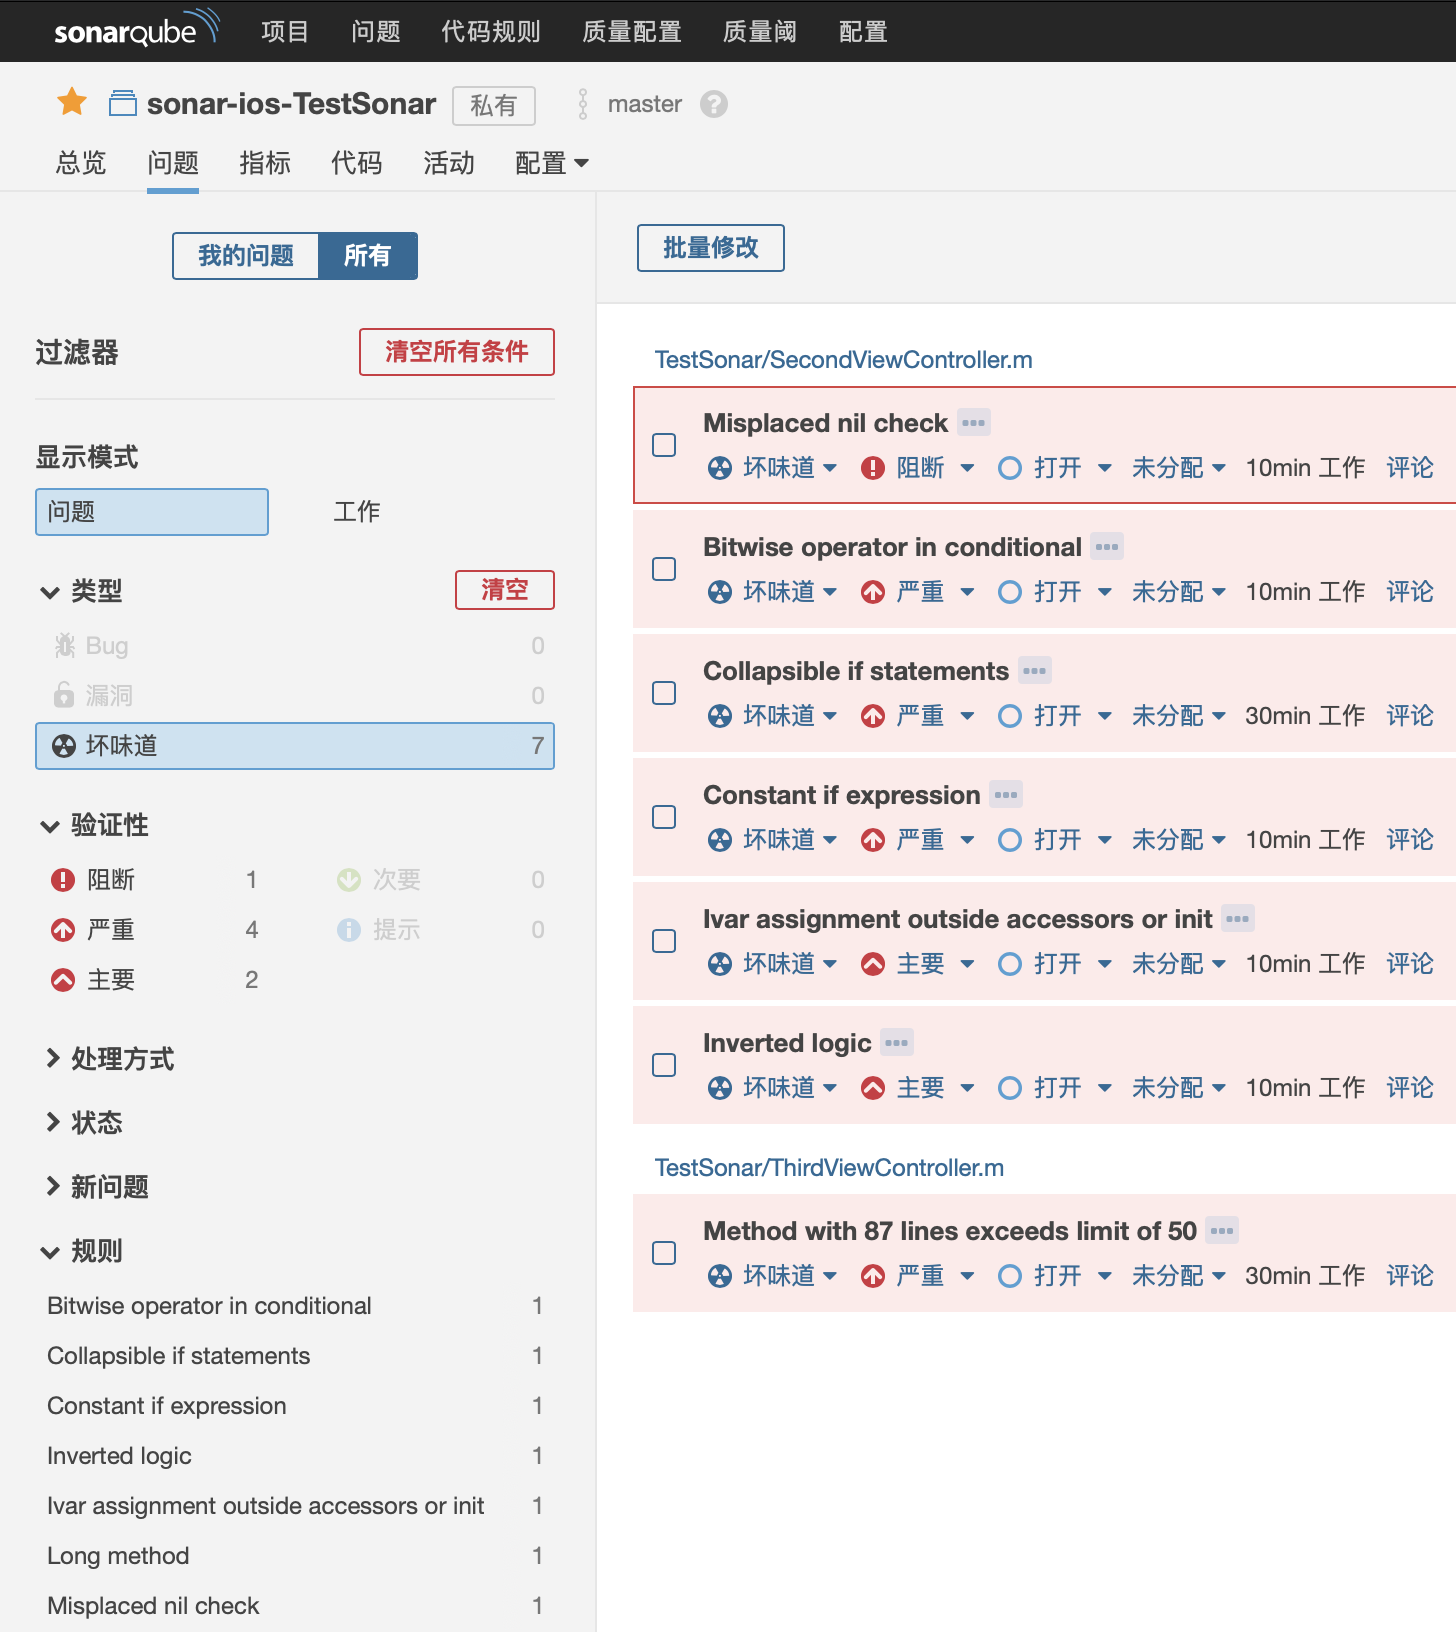 sonarqube 项目 问题 代码规则 质量配置 质量阈 配置
sonar-ios-TestSonar 私有 master ?
总览 问题 指标 代码 活动 配置
我的问题 所有
批量修改
过滤器 清空所有条件
显示模式
问题 工作
类型 清空
Bug 0
漏洞 0
坏味道 7
验证性
阻断 1 次要 0
严重 4 提示 0
主要 2
处理方式
状态
新问题
规则
Bitwise operator in conditional 1
Collapsible if statements 1
Constant if expression 1
Inverted logic 1
Ivar assignment outside accessors or init 1
Long method 1
Misplaced nil check 1
TestSonar/SecondViewController.m
Misplaced nil check
坏味道 阻断 打开 未分配 10min 工作 评论
Bitwise operator in conditional
坏味道 严重 打开 未分配 10min 工作 评论
Collapsible if statements
坏味道 严重 打开 未分配 30min 工作 评论
Constant if expression
坏味道 严重 打开 未分配 10min 工作 评论
Ivar assignment outside accessors or init
坏味道 主要 打开 未分配 10min 工作 评论
Inverted logic
坏味道 主要 打开 未分配 10min 工作 评论
TestSonar/ThirdViewController.m
Method with 87 lines exceeds limit of 50
坏味道 严重 打开 未分配 30min 工作 评论